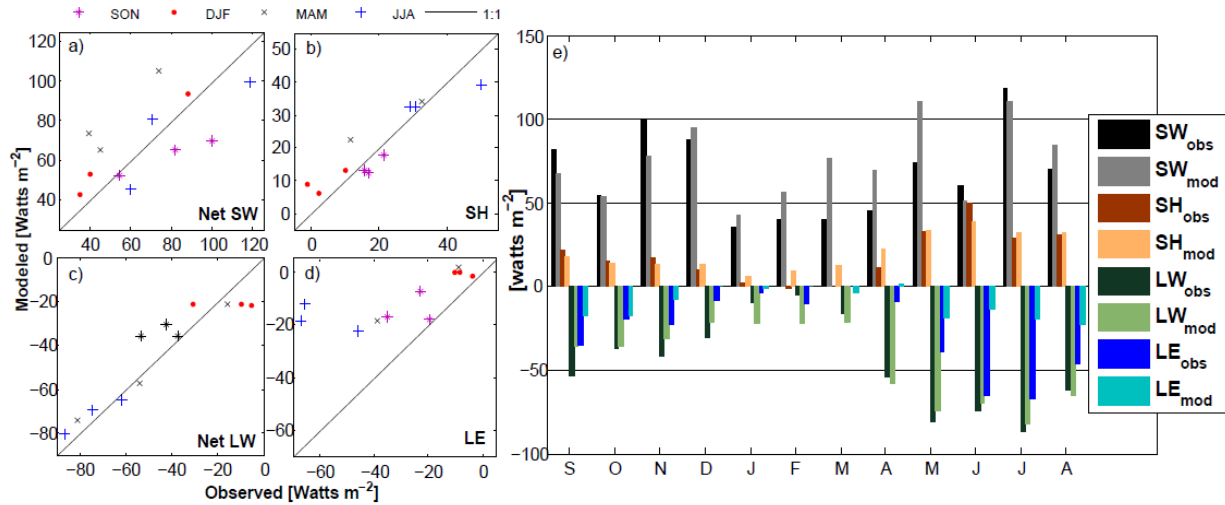 SON DJF MAM JJA 1:1
a)
120
100
80
60
40
40 60 80 100 120
Net SW
b)
50
40
30
20
10
0
0 20 40
SH
c)
0
−20
−40
−60
−80
−80 −60 −40 −20 0
Net LW
d)
0
−20
−40
−60
−60 −40 −20 0
LE
Modeled [Watts m−2]
Observed [Watts m−2]
e)
150
100
50
0
−50
−100
[watts m−2]
S O N D J F M A M J J A
SWobs
SWmod
SHobs
SHmod
LWobs
LWmod
LEobs
LEmod